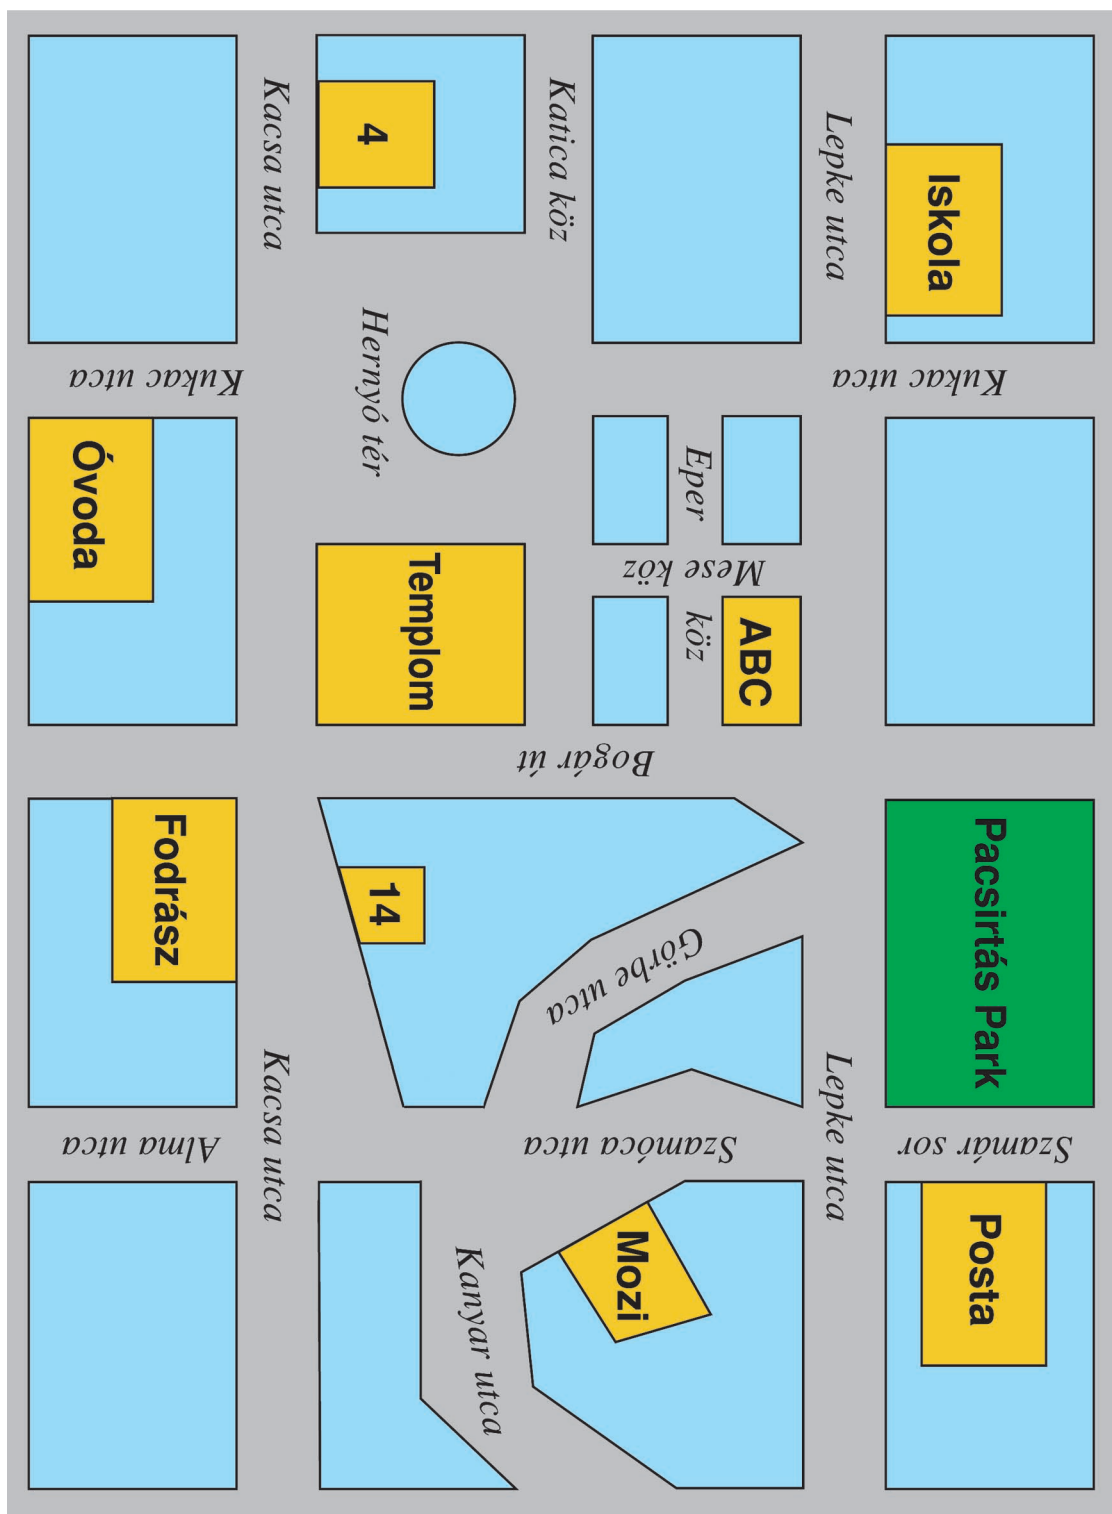 Iskola
Kukac utca
Pacsirtás Park
Szamár sor
Posta
Lepke utca
Lepke utca
ABC
Mese köz
Eper
köz
Bogár út
Görbe utca
Szamóca utca
Mozi
Katica köz
4
Hernyó tér
Templom
14
Kanyar utca
Kacsa utca
Kacsa utca
Kukac utca
Óvoda
Fodrász
Alma utca